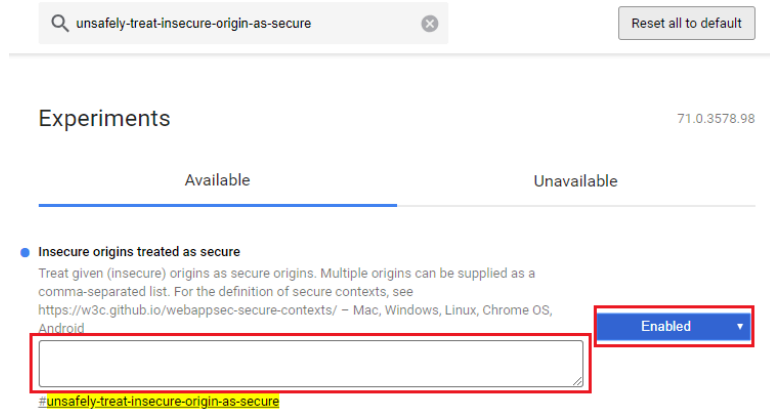 unsafely-treat-insecure-origin-as-secure
Reset all to default
Experiments
71.0.3578.98
Available
Unavailable
Insecure origins treated as secure
Treat given (insecure) origins as secure origins. Multiple origins can be supplied as a
comma-separated list. For the definition of secure contexts, see
https://w3c.github.io/webappsec-secure-contexts/ – Mac, Windows, Linux, Chrome OS,
Android
Enabled
#unsafely-treat-insecure-origin-as-secure